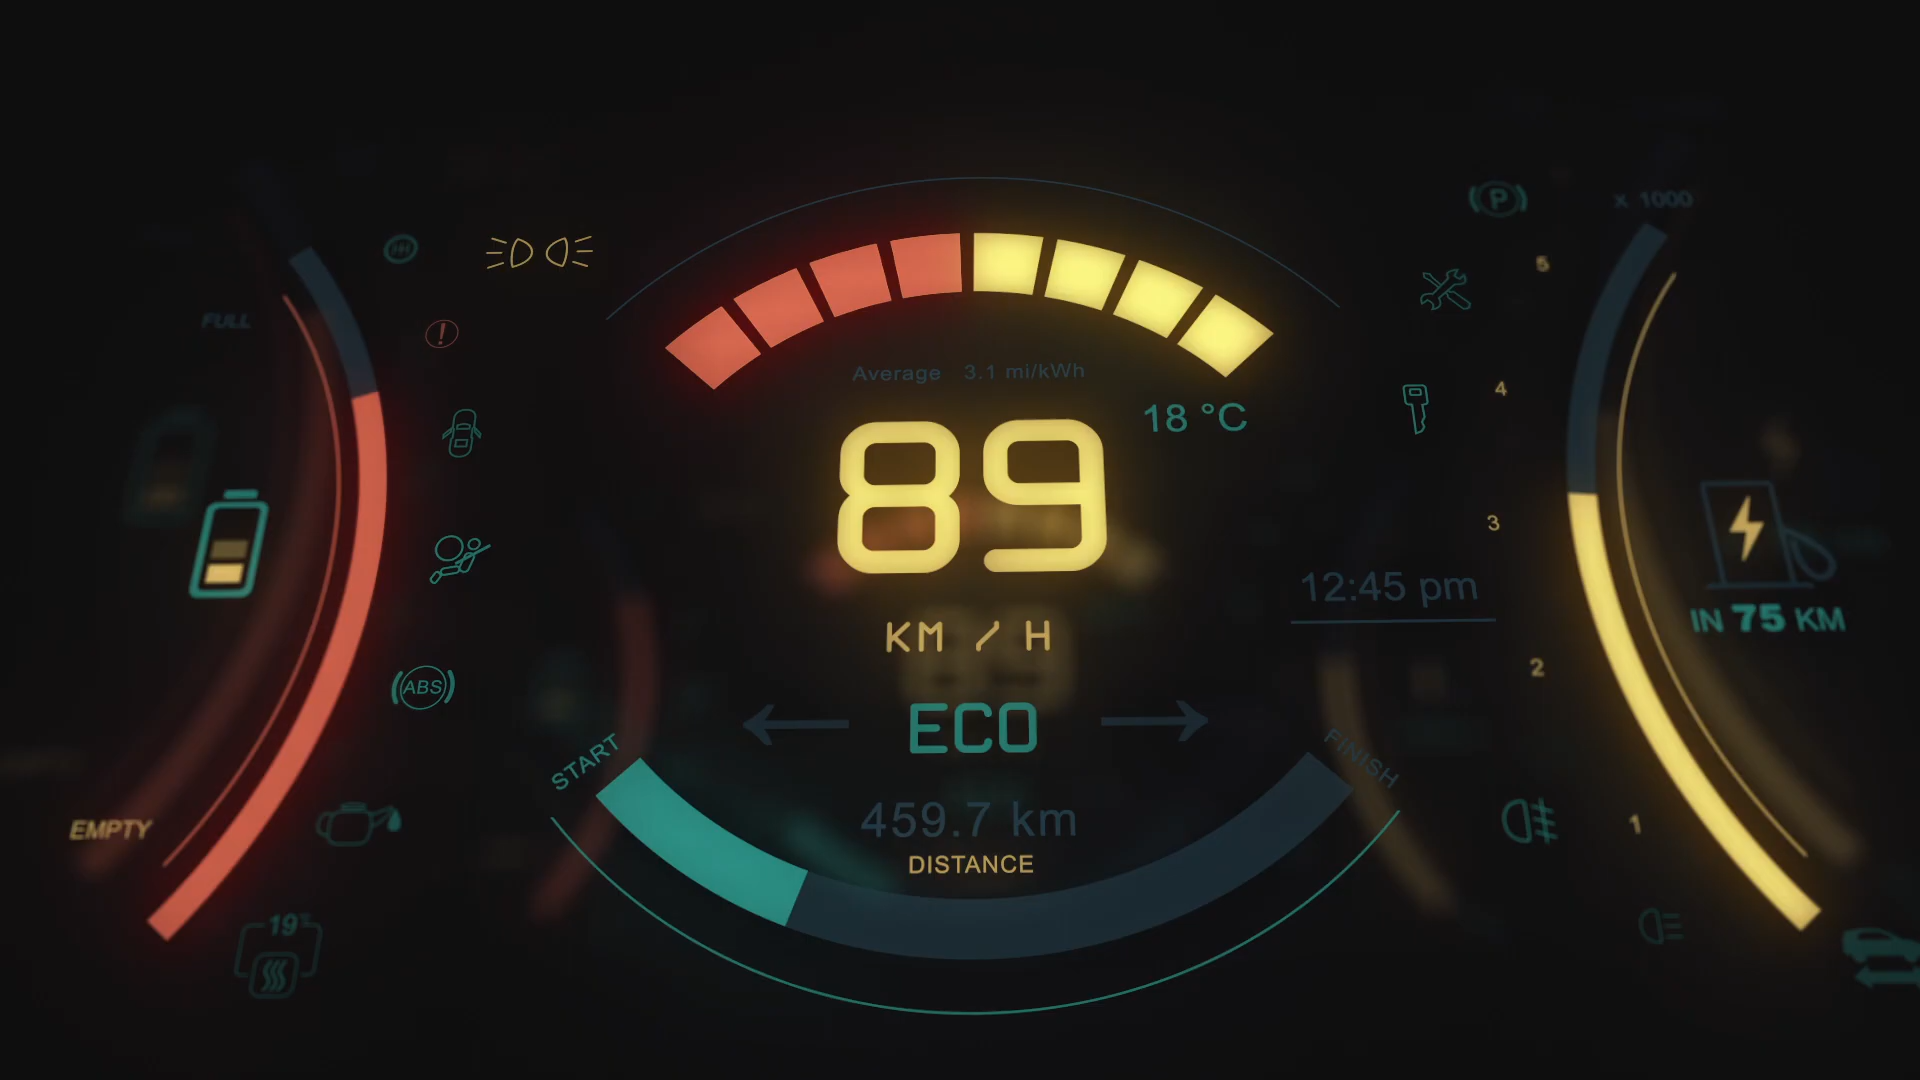 P
x 1000
5
FULL
Average 3.1 mi/kWh
4
18 °C
89
3
12:45 pm
IN 75 KM
KM / H
2
ABS
ECO
START
FINISH
459.7 km
1
EMPTY
DISTANCE
19°